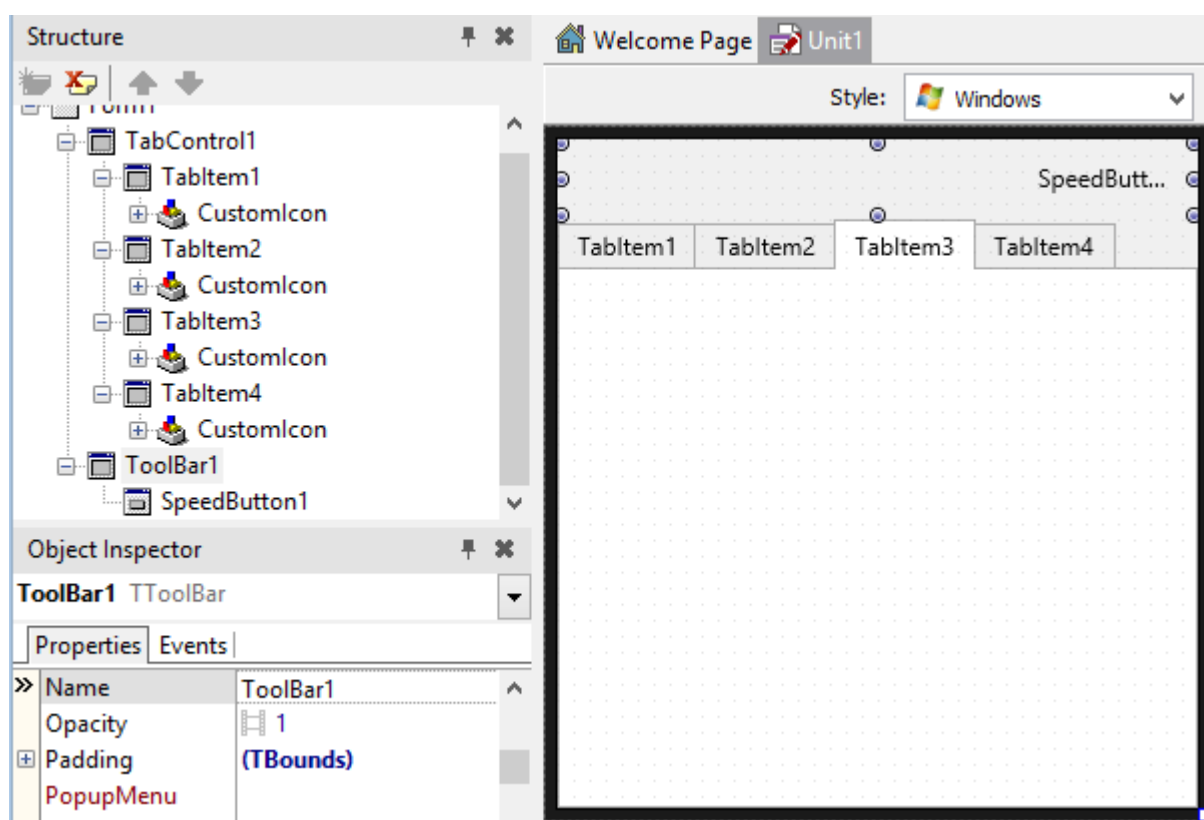 Structure
Form1
TabControl1
TabItem1
CustomIcon
TabItem2
CustomIcon
TabItem3
CustomIcon
TabItem4
CustomIcon
ToolBar1
SpeedButton1
Object Inspector
ToolBar1 TToolBar
Properties Events
Name ToolBar1
Opacity 1
Padding (TBounds)
PopupMenu
Welcome Page Unit1
Style: Windows
SpeedButt...
TabItem1 TabItem2 TabItem3 TabItem4